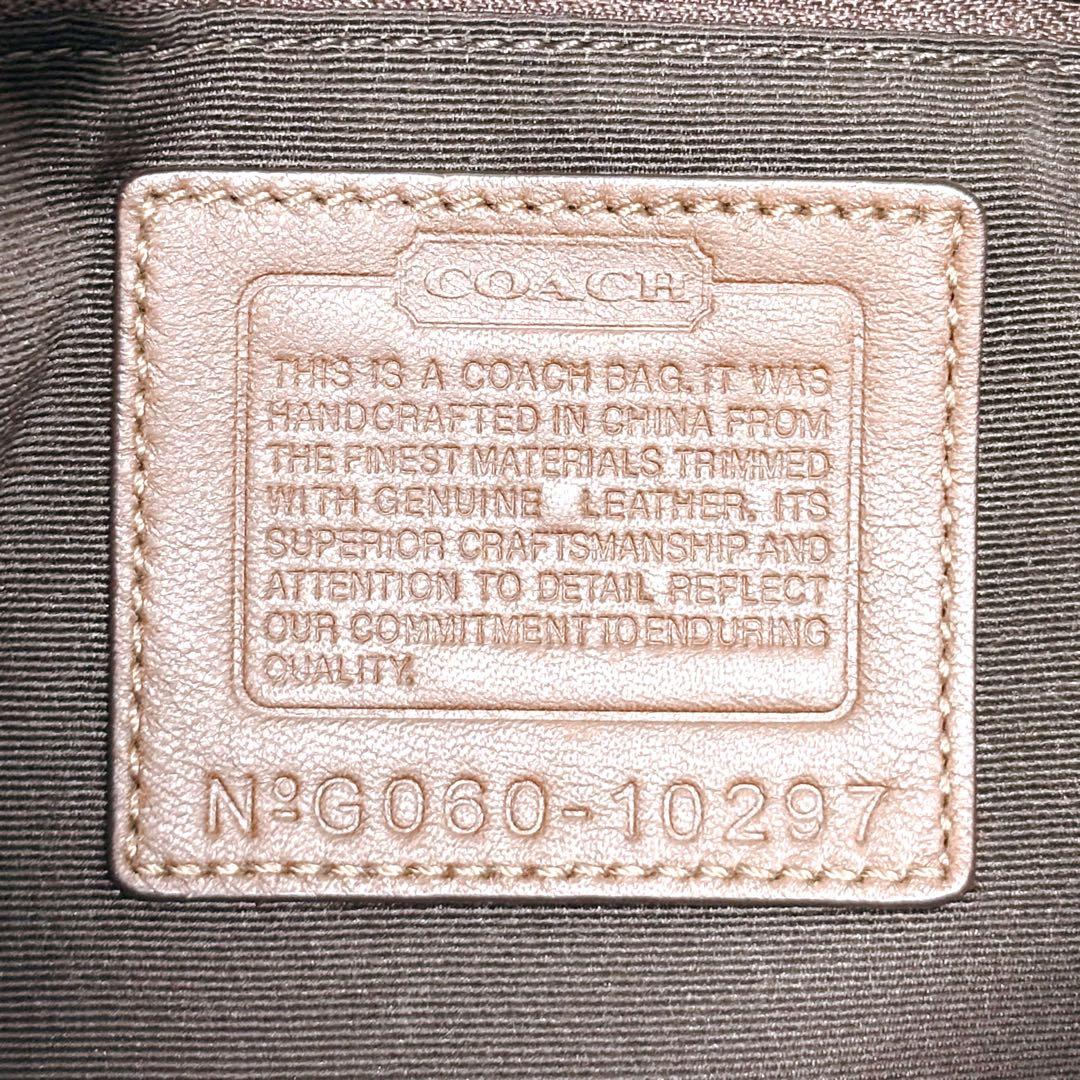 COACH
THIS IS A COACH BAG. IT WAS
HANDCRAFTED IN CHINA FROM
THE FINEST MATERIALS TRIMMED
WITH GENUINE LEATHER. ITS
SUPERIOR CRAFTSMANSHIP AND
ATTENTION TO DETAIL REFLECT
OUR COMMITMENT TO ENDURING
QUALITY.
NºG060-10297